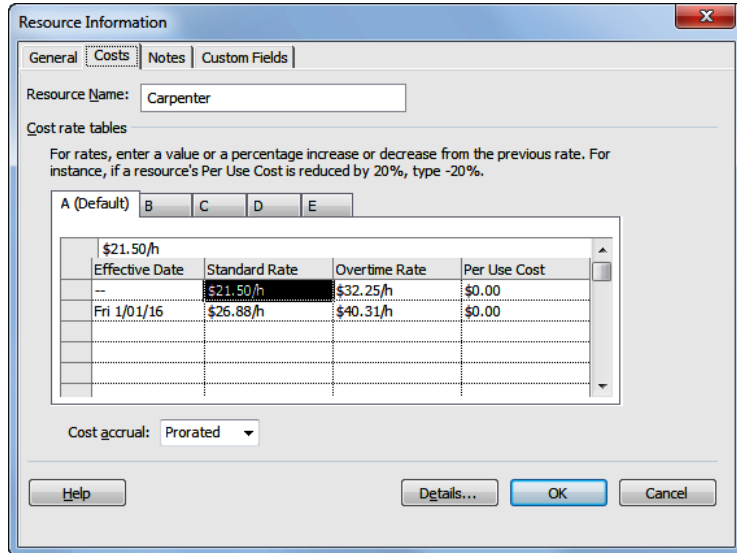 Resource Information
x
General Costs Notes Custom Fields
Resource Name: Carpenter
Cost rate tables
For rates, enter a value or a percentage increase or decrease from the previous rate. For
instance, if a resource's Per Use Cost is reduced by 20%, type -20%.
A (Default) B C D E
$21.50/h
Effective Date Standard Rate Overtime Rate Per Use Cost
-- $21.50/h $32.25/h $0.00
Fri 1/01/16 $26.88/h $40.31/h $0.00
Cost accrual: Prorated
Help Details... OK Cancel